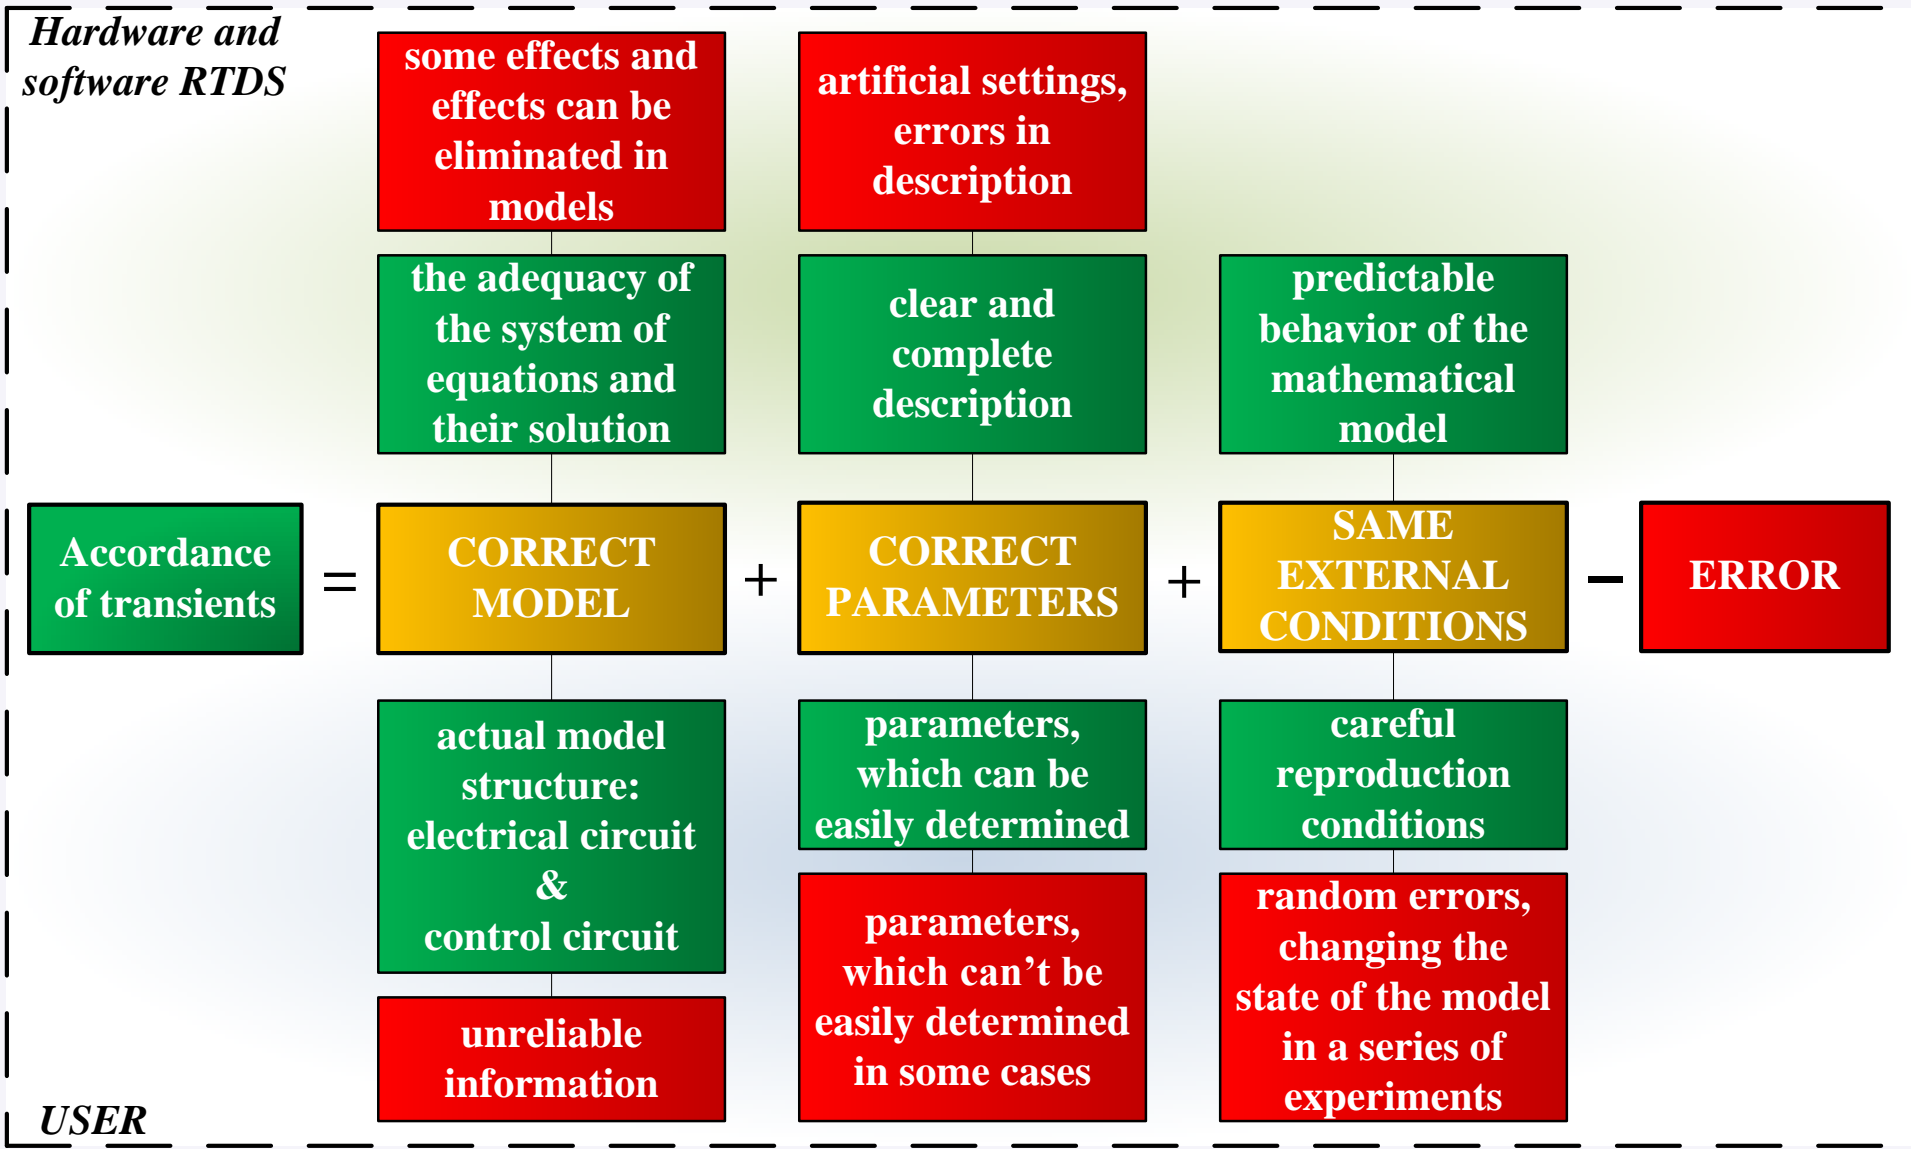 Hardware and
software RTDS
some effects and
effects can be
eliminated in
models
artificial settings,
errors in
description
the adequacy of
the system of
equations and
their solution
clear and
complete
description
predictable
behavior of the
mathematical
model
Accordance
of transients
=
CORRECT
MODEL
+
CORRECT
PARAMETERS
+
SAME
EXTERNAL
CONDITIONS
–
ERROR
actual model
structure:
electrical circuit
&
control circuit
parameters,
which can be
easily determined
careful
reproduction
conditions
unreliable
information
parameters,
which can’t be
easily determined
in some cases
random errors,
changing the
state of the model
in a series of
experiments
USER